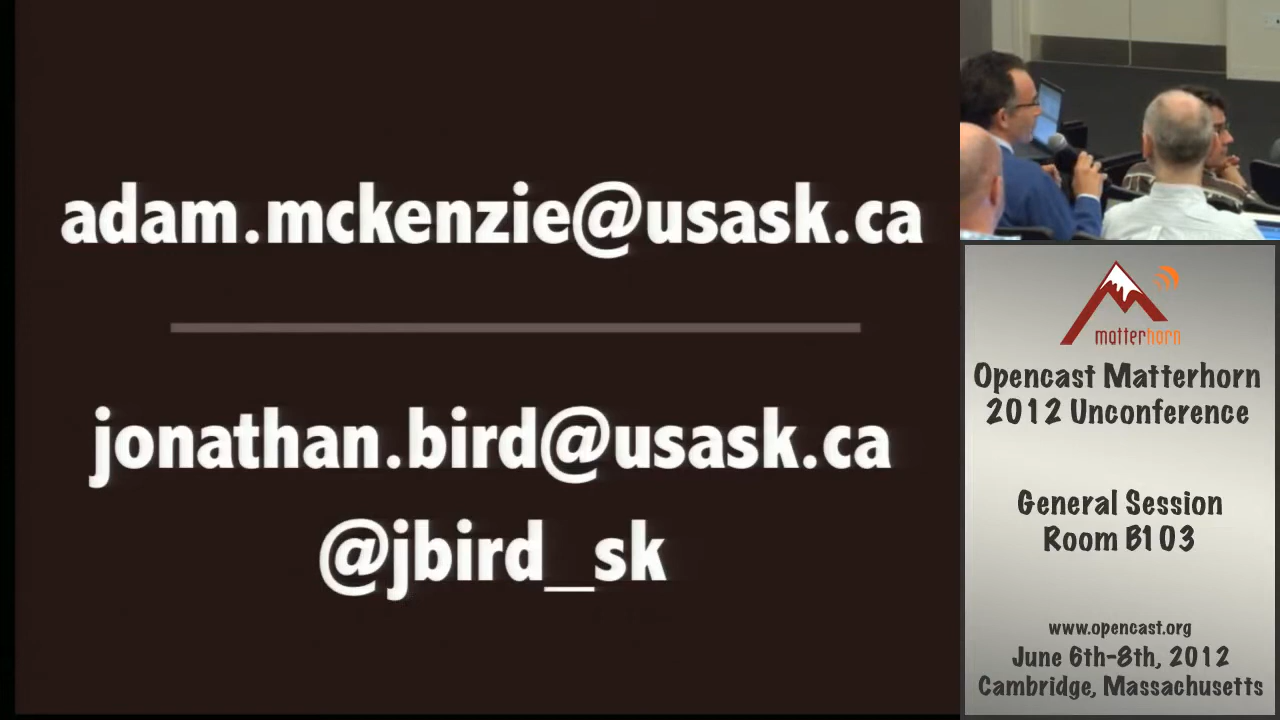 adam.mckenzie@usask.ca
jonathan.bird@usask.ca
@jbird_sk
matterhorn
Opencast Matterhorn
2012 Unconference
General Session
Room B103
www.opencast.org
June 6th-8th, 2012
Cambridge, Massachusetts